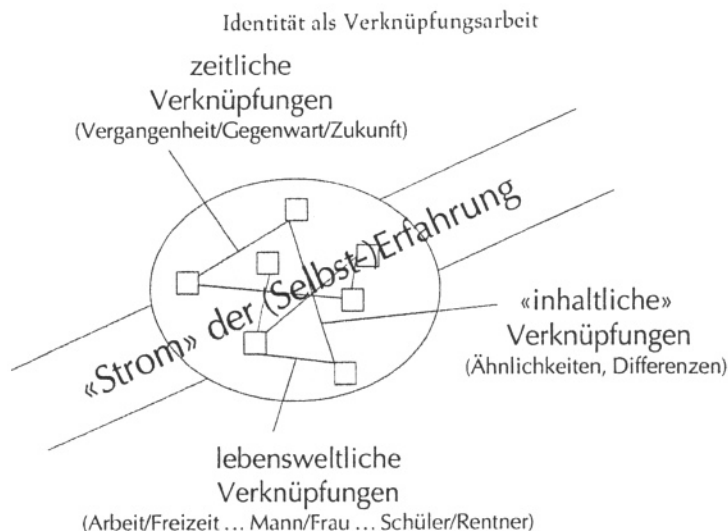 Identität als Verknüpfungsarbeit
zeitliche
Verknüpfungen
(Vergangenheit/Gegenwart/Zukunft)
«Strom» der (Selbst-)Erfahrung
«inhaltliche»
Verknüpfungen
(Ähnlichkeiten, Differenzen)
lebensweltliche
Verknüpfungen
(Arbeit/Freizeit ... Mann/Frau ... Schüler/Rentner)